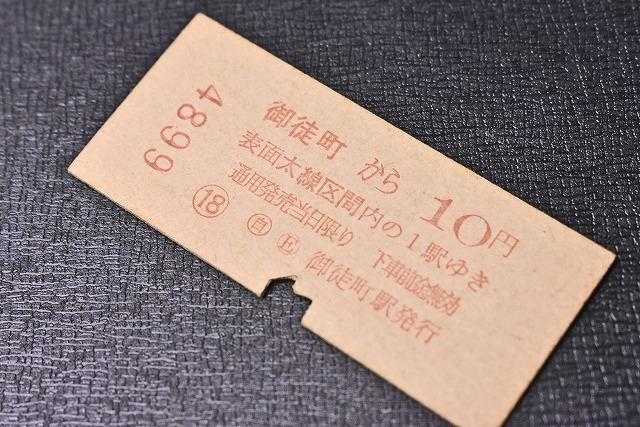 4899
御徒町 から 10円
表面太線区間内の1駅ゆき
通用発売当日限り 下車前途無効
⑱ 自 E 御徒町駅発行